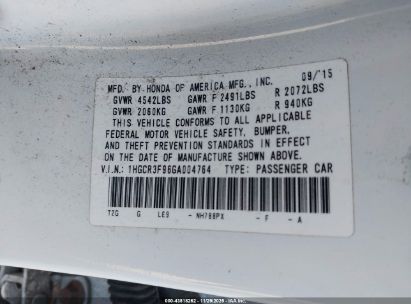 MFD. BY HONDA OF AMERICA MFG., INC. 09/15
GVWR 4542LBS GAWR F 2491LBS R 2072LBS
GVWR 2060KG GAWR F 1130KG R 940KG
THIS VEHICLE CONFORMS TO ALL APPLICABLE
FEDERAL MOTOR VEHICLE SAFETY, BUMPER,
AND THEFT PREVENTION STANDARDS IN EFFECT
ON THE DATE OF MANUFACTURE SHOWN ABOVE.
V.I.N.: 1HGCR3F96GA004764 TYPE: PASSENGER CAR
T2G G LE9 - NH788PX - F - A